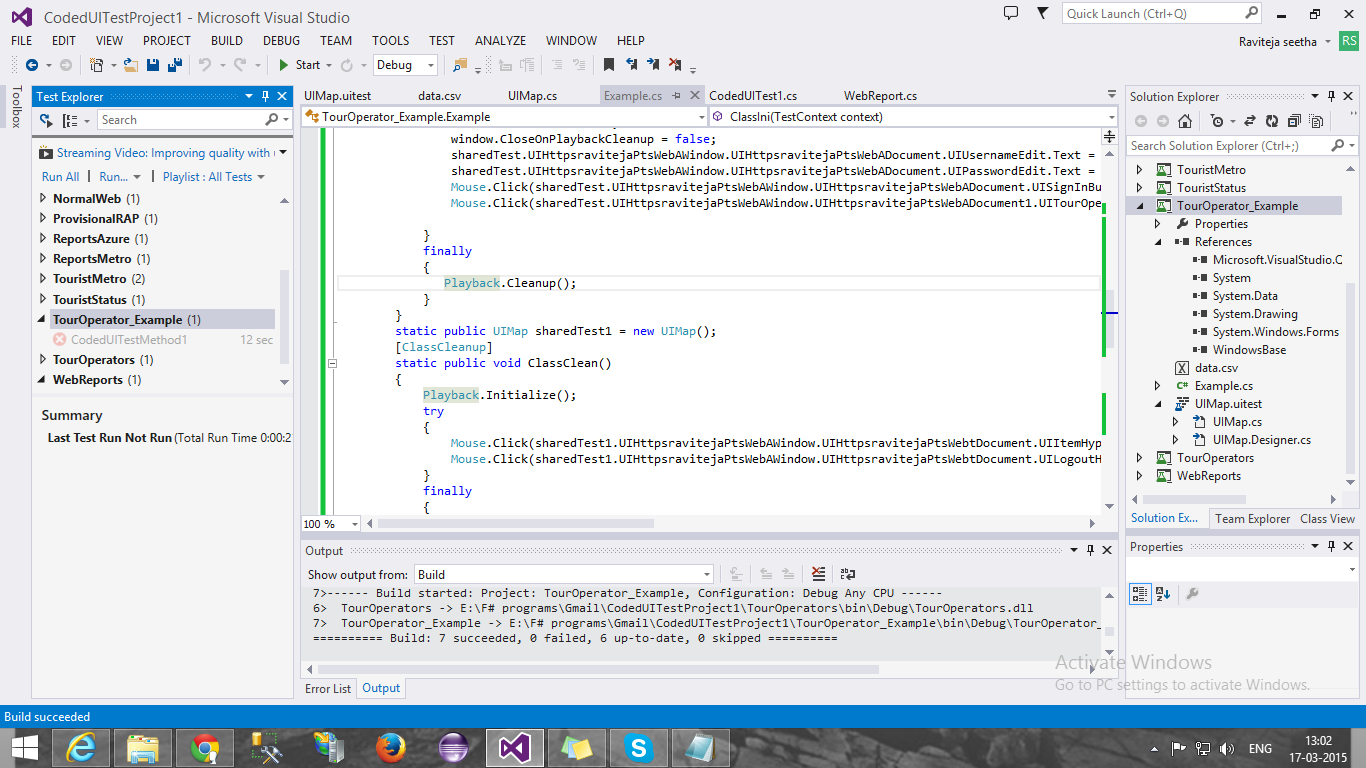 CodedUITestProject1 - Microsoft Visual Studio
Quick Launch (Ctrl+Q)
FILE EDIT VIEW PROJECT BUILD DEBUG TEAM TOOLS TEST ANALYZE WINDOW HELP
Raviteja seetha RS
Start Debug
Toolbox
Test Explorer
Search
Streaming Video: Improving quality with
Run All | Run... | Playlist : All Tests
NormalWeb (1)
ProvisionalRAP (1)
ReportsAzure (1)
ReportsMetro (1)
TouristMetro (2)
TouristStatus (1)
TourOperator_Example (1)
CodedUITestMethod1 12 sec
TourOperators (1)
WebReports (1)
Summary
Last Test Run Not Run (Total Run Time 0:00:2
UIMap.uitest data.csv UIMap.cs Example.cs CodedUITest1.cs WebReport.cs
TourOperator_Example.Example ClassIni(TestContext context)
window.CloseOnPlaybackCleanup = false;
sharedTest.UIHttpsravitejaPtsWebAWindow.UIHttpsravitejaPtsWebADocument.UIUsernameEdit.Text =
sharedTest.UIHttpsravitejaPtsWebAWindow.UIHttpsravitejaPtsWebADocument.UIPasswordEdit.Text =
Mouse.Click(sharedTest.UIHttpsravitejaPtsWebAWindow.UIHttpsravitejaPtsWebADocument.UISignInBu
Mouse.Click(sharedTest.UIHttpsravitejaPtsWebAWindow.UIHttpsravitejaPtsWebADocument1.UITourOpe
}
finally
{
Playback.Cleanup();
}
}
static public UIMap sharedTest1 = new UIMap();
[ClassCleanup]
static public void ClassClean()
{
Playback.Initialize();
try
{
Mouse.Click(sharedTest1.UIHttpsravitejaPtsWebAWindow.UIHttpsravitejaPtsWebtDocument.UIItemHyp
Mouse.Click(sharedTest1.UIHttpsravitejaPtsWebAWindow.UIHttpsravitejaPtsWebtDocument.UILogoutH
}
finally
{
100 %
Output
Show output from: Build
7>------ Build started: Project: TourOperator_Example, Configuration: Debug Any CPU ------
6> TourOperators -> E:\F# programs\Gmail\CodedUITestProject1\TourOperators\bin\Debug\TourOperators.dll
7> TourOperator_Example -> E:\F# programs\Gmail\CodedUITestProject1\TourOperator_Example\bin\Debug\TourOperator_
========== Build: 7 succeeded, 0 failed, 6 up-to-date, 0 skipped ==========
Error List Output
Solution Explorer
Search Solution Explorer (Ctrl+;)
TouristMetro
TouristStatus
TourOperator_Example
Properties
References
Microsoft.VisualStudio.Q
System
System.Data
System.Drawing
System.Windows.Forms
WindowsBase
data.csv
Example.cs
UIMap.uitest
UIMap.cs
UIMap.Designer.cs
TourOperators
WebReports
Solution Ex... Team Explorer Class View
Properties
Activate Windows
Go to PC settings to activate Windows.
Build succeeded
ENG
13:02
17-03-2015